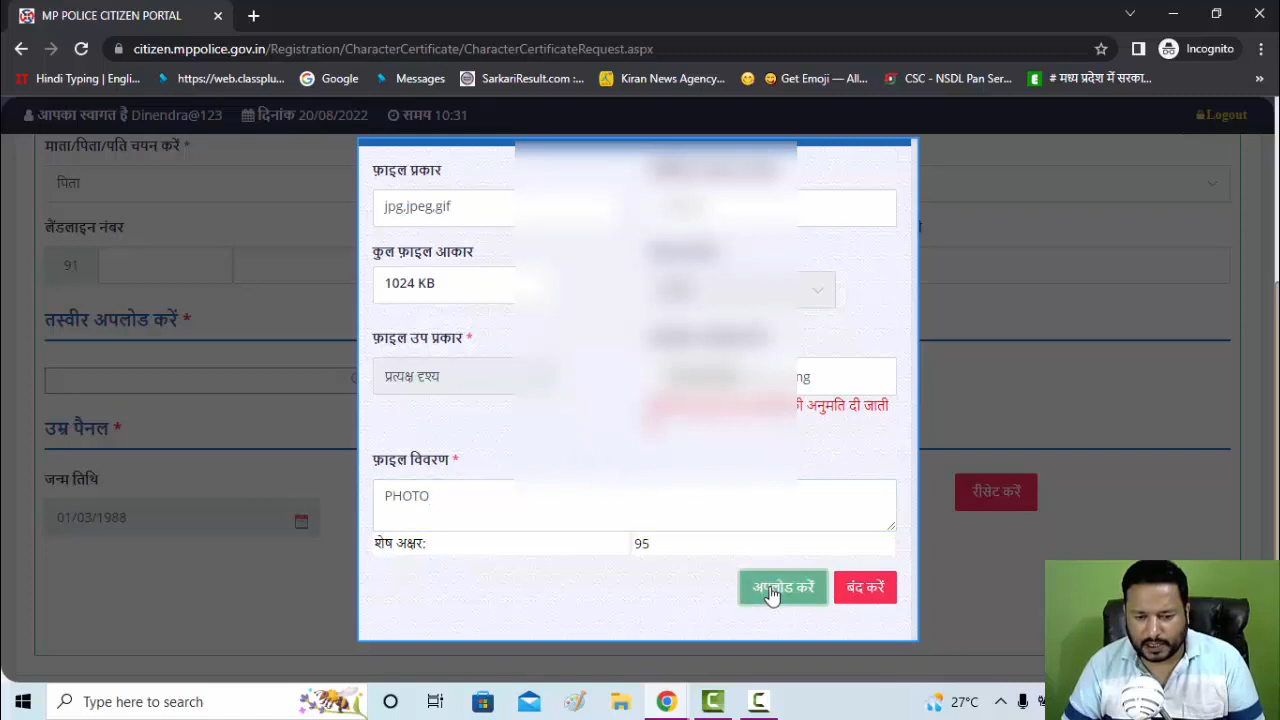 MP POLICE CITIZEN PORTAL
citizen.mppolice.gov.in/Registration/CharacterCertificate/CharacterCertificateRequest.aspx
Incognito
Hindi Typing | Engl...
https://web.classplu...
Google
Messages
SarkariResult.com :...
Kiran News Agency...
Get Emoji — All...
CSC - NSDL Pan Ser...
# मध्य प्रदेश में सरका...
आपका स्वागत है Dinendra@123 दिनांक 20/08/2022 समय 10:31
Logout
माता/पिता/पति चयन करें *
पिता
लैंडलाइन नंबर
91
तस्वीर अपलोड करें *
उम्र पैनल *
जन्म तिथि
01/03/1988
रीसेट करें
फ़ाइल प्रकार
jpg,jpeg,gif
कुल फ़ाइल आकार
1024 KB
फ़ाइल उप प्रकार *
प्रत्यक्ष दृश्य
ng
की अनुमति दी जाती
फ़ाइल विवरण *
PHOTO
शेष अक्षर:
95
अपलोड करें
बंद करें
Type here to search
27°C